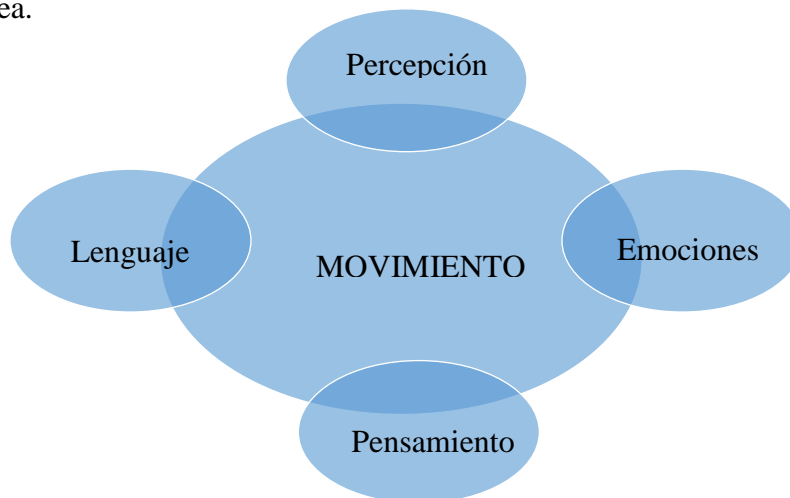 ea.
Percepción
Lenguaje
MOVIMIENTO
Emociones
Pensamiento